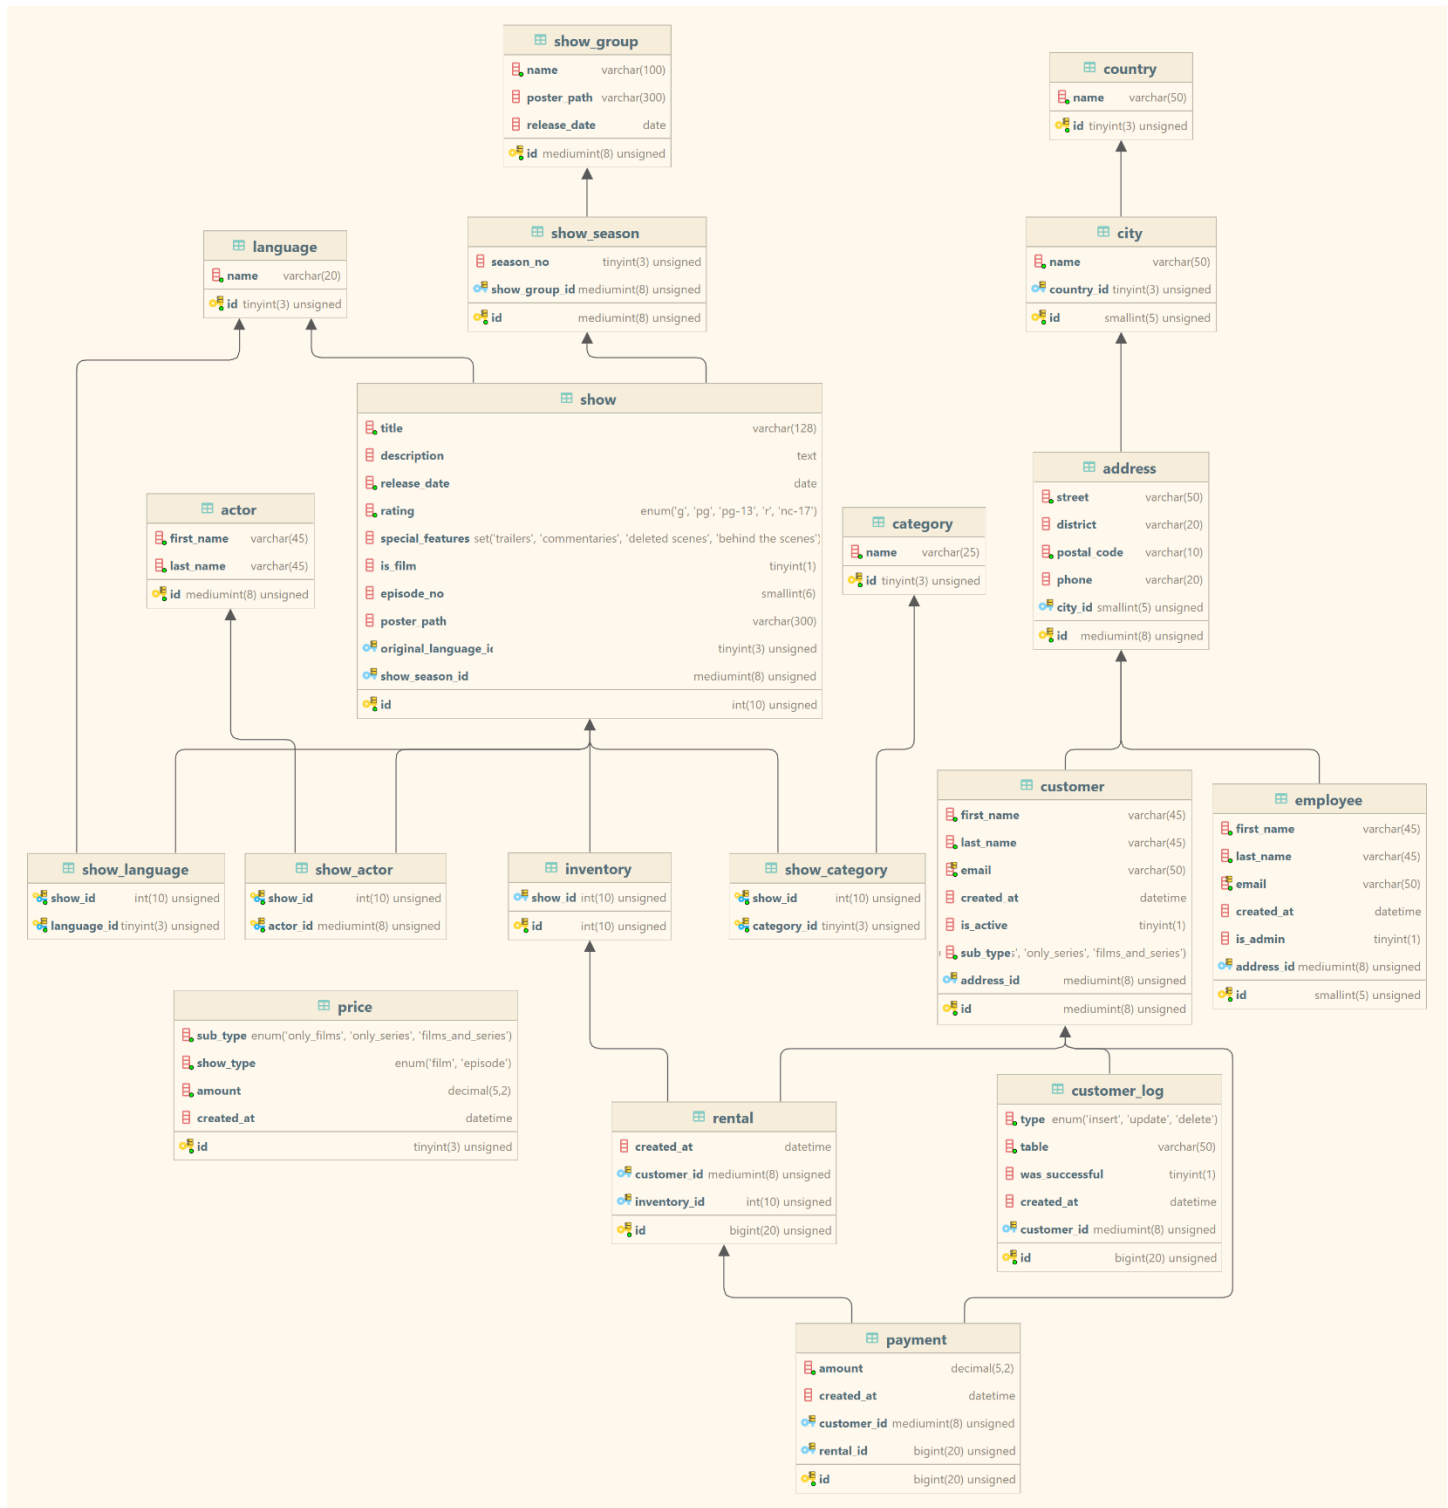 show_group
name varchar(100)
poster_path varchar(300)
release_date date
id mediumint(8) unsigned
country
name varchar(50)
id tinyint(3) unsigned
language
name varchar(20)
id tinyint(3) unsigned
show_season
season_no tinyint(3) unsigned
show_group_id mediumint(8) unsigned
id mediumint(8) unsigned
city
name varchar(50)
country_id tinyint(3) unsigned
id smallint(5) unsigned
show
title varchar(128)
description text
release_date date
rating enum('g', 'pg', 'pg-13', 'r', 'nc-17')
special_features set('trailers', 'commentaries', 'deleted scenes', 'behind the scenes')
is_film tinyint(1)
episode_no smallint(6)
poster_path varchar(300)
original_language_id tinyint(3) unsigned
show_season_id mediumint(8) unsigned
id int(10) unsigned
actor
first_name varchar(45)
last_name varchar(45)
id mediumint(8) unsigned
category
name varchar(25)
id tinyint(3) unsigned
address
street varchar(50)
district varchar(20)
postal_code varchar(10)
phone varchar(20)
city_id smallint(5) unsigned
id mediumint(8) unsigned
show_language
show_id int(10) unsigned
language_id tinyint(3) unsigned
show_actor
show_id int(10) unsigned
actor_id mediumint(8) unsigned
inventory
show_id int(10) unsigned
id int(10) unsigned
show_category
show_id int(10) unsigned
category_id tinyint(3) unsigned
customer
first_name varchar(45)
last_name varchar(45)
email varchar(50)
created_at datetime
is_active tinyint(1)
sub_type s', 'only_series', 'films_and_series')
address_id mediumint(8) unsigned
id mediumint(8) unsigned
employee
first_name varchar(45)
last_name varchar(45)
email varchar(50)
created_at datetime
is_admin tinyint(1)
address_id mediumint(8) unsigned
id smallint(5) unsigned
price
sub_type enum('only_films', 'only_series', 'films_and_series')
show_type enum('film', 'episode')
amount decimal(5,2)
created_at datetime
id tinyint(3) unsigned
rental
created_at datetime
customer_id mediumint(8) unsigned
inventory_id int(10) unsigned
id bigint(20) unsigned
customer_log
type enum('insert', 'update', 'delete')
table varchar(50)
was_successful tinyint(1)
created_at datetime
customer_id mediumint(8) unsigned
id bigint(20) unsigned
payment
amount decimal(5,2)
created_at datetime
customer_id mediumint(8) unsigned
rental_id bigint(20) unsigned
id bigint(20) unsigned